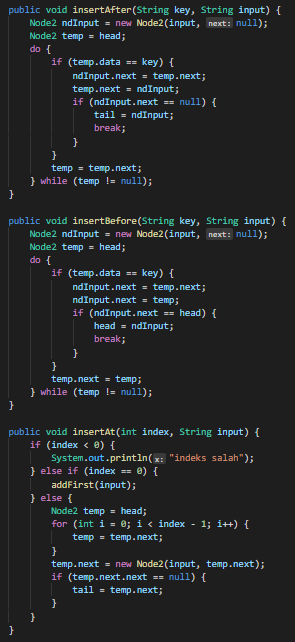 public void insertAfter(String key, String input) {
    Node2 ndInput = new Node2(input, next: null);
    Node2 temp = head;
    do {
        if (temp.data == key) {
            ndInput.next = temp.next;
            temp.next = ndInput;
            if (ndInput.next == null) {
                tail = ndInput;
                break;
            }
        }
        temp = temp.next;
    } while (temp != null);
}
public void insertBefore(String key, String input) {
    Node2 ndInput = new Node2(input, next: null);
    Node2 temp = head;
    do {
        if (temp.data == key) {
            ndInput.next = temp.next;
            ndInput.next = temp;
            if (ndInput.next == head) {
                head = ndInput;
                break;
            }
        }
        temp.next = temp;
    } while (temp != null);
}
public void insertAt(int index, String input) {
    if (index < 0) {
        System.out.println(x: "indeks salah");
    } else if (index == 0) {
        addFirst(input);
    } else {
        Node2 temp = head;
        for (int i = 0; i < index - 1; i++) {
            temp = temp.next;
        }
        temp.next = new Node2(input, temp.next);
        if (temp.next.next == null) {
            tail = temp.next;
        }
    }
}